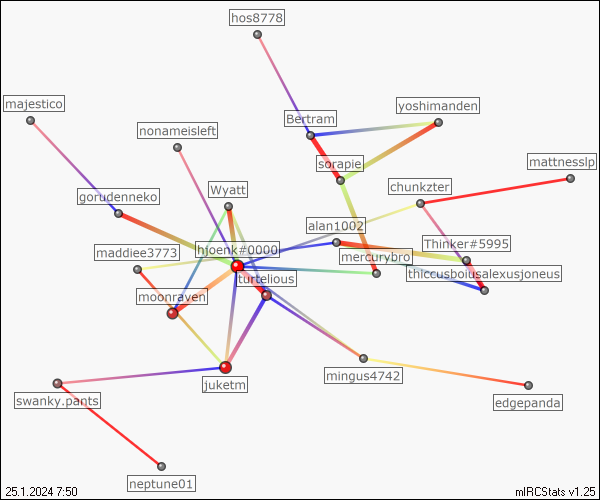 hos8778
majestico
yoshimanden
Bertram
nonameisleft
sorapie
mattnesslp
chunkzter
Wyatt
gorudenneko
alan1002
Thinker#5995
hjoenk#0000
maddiee3773
mercurybro
thiccusboiusalexusjoneus
turtelious
moonraven
mingus4742
juketm
swanky.pants
edgepanda
neptune01
25.1.2024 7:50
mIRCStats v1.25